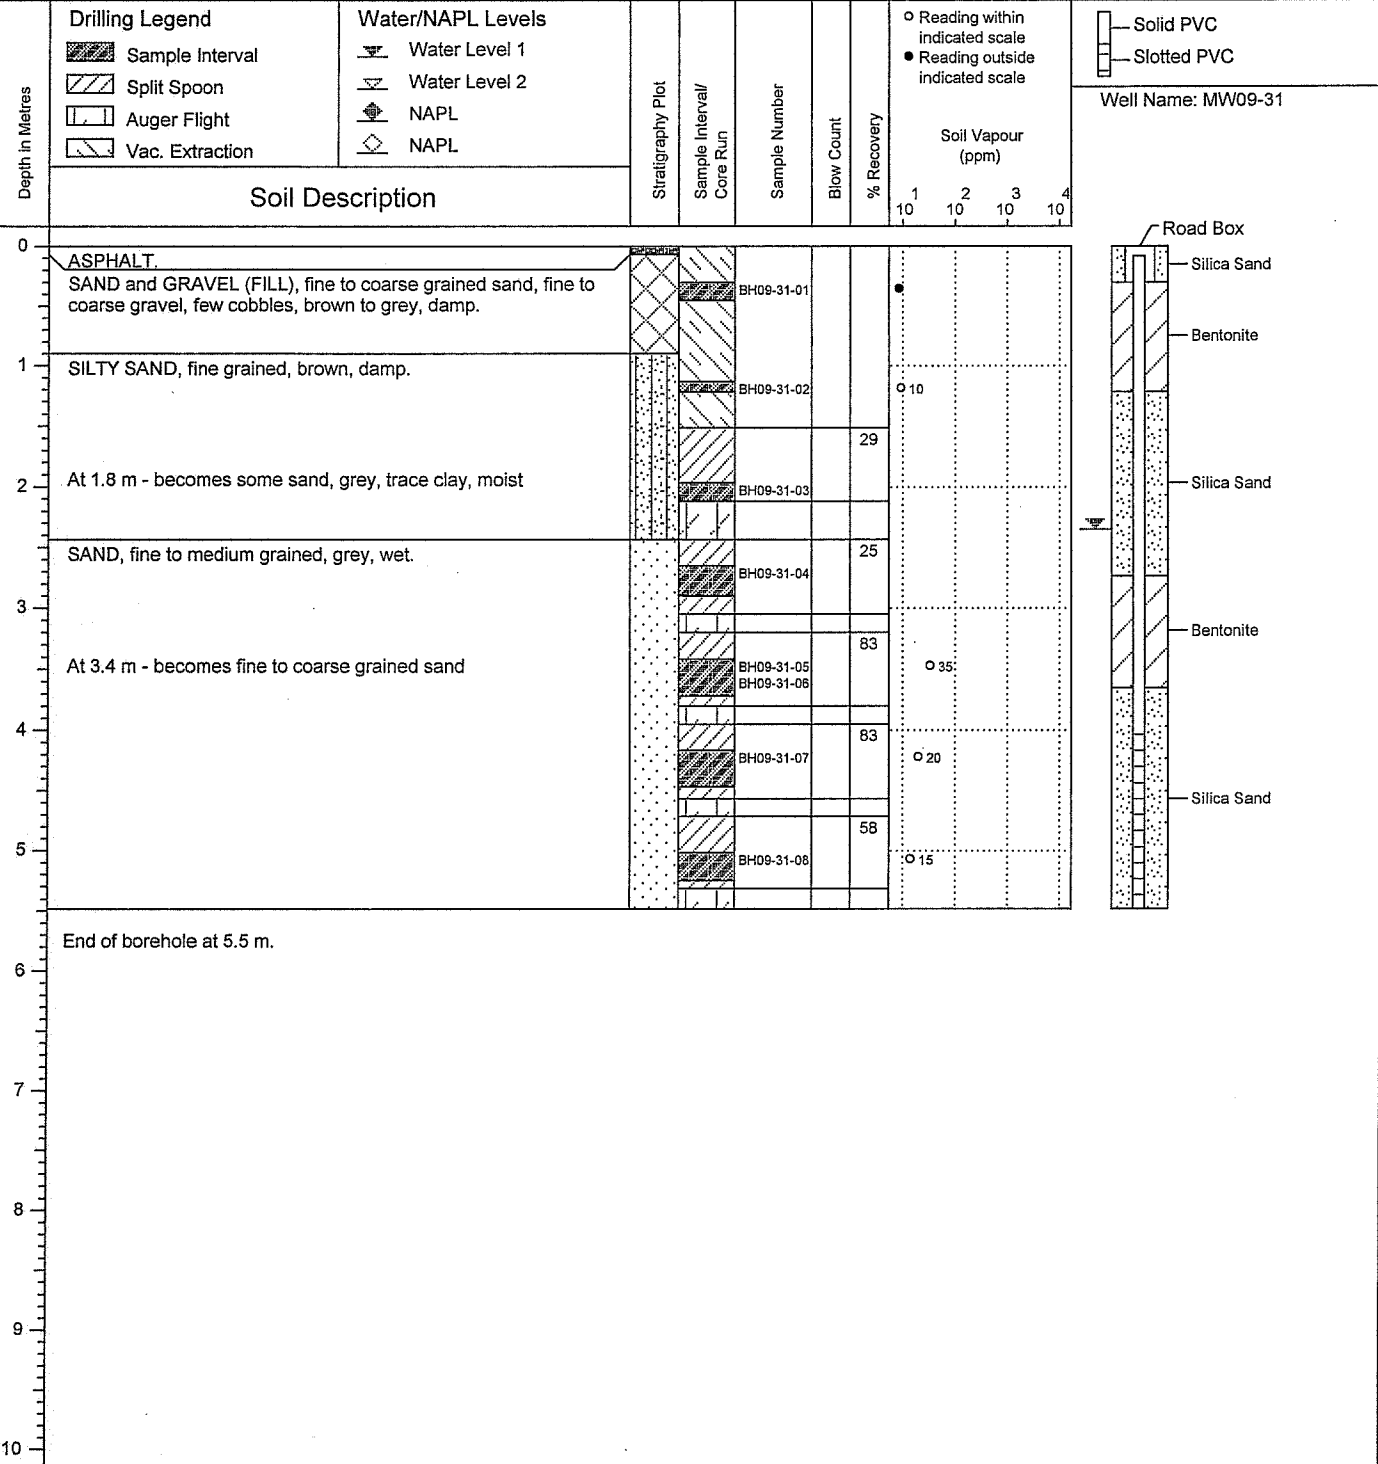 Drilling Legend
Sample Interval
Split Spoon
Auger Flight
Vac. Extraction
Water/NAPL Levels
Water Level 1
Water Level 2
NAPL
NAPL
Depth in Metres
Soil Description
Stratigraphy Plot
Sample Interval/
Core Run
Sample Number
Blow Count
% Recovery
Reading within
indicated scale
Reading outside
indicated scale
Soil Vapour
(ppm)
10 1 10 2 10 3 10 4
Solid PVC
Slotted PVC
Well Name: MW09-31
Road Box
0
ASPHALT.
Silica Sand
SAND and GRAVEL (FILL), fine to coarse grained sand, fine to
coarse gravel, few cobbles, brown to grey, damp.
BH09-31-01
Bentonite
1
SILTY SAND, fine grained, brown, damp.
BH09-31-02
10
29
At 1.8 m - becomes some sand, grey, trace clay, moist
2
BH09-31-03
Silica Sand
SAND, fine to medium grained, grey, wet.
25
BH09-31-04
3
Bentonite
83
At 3.4 m - becomes fine to coarse grained sand
BH09-31-05
BH09-31-06
35
4
83
BH09-31-07
20
Silica Sand
58
5
BH09-31-08
15
End of borehole at 5.5 m.
6
7
8
9
10